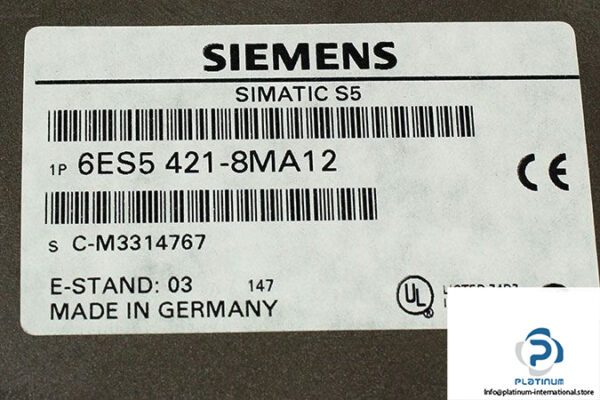 SIEMENS
SIMATIC S5
1P 6ES5 421-8MA12
CE
S C-M3314767
E-STAND: 03 147
MADE IN GERMANY
UL
LISTED
PLATINUM
Info@platinum-international.store